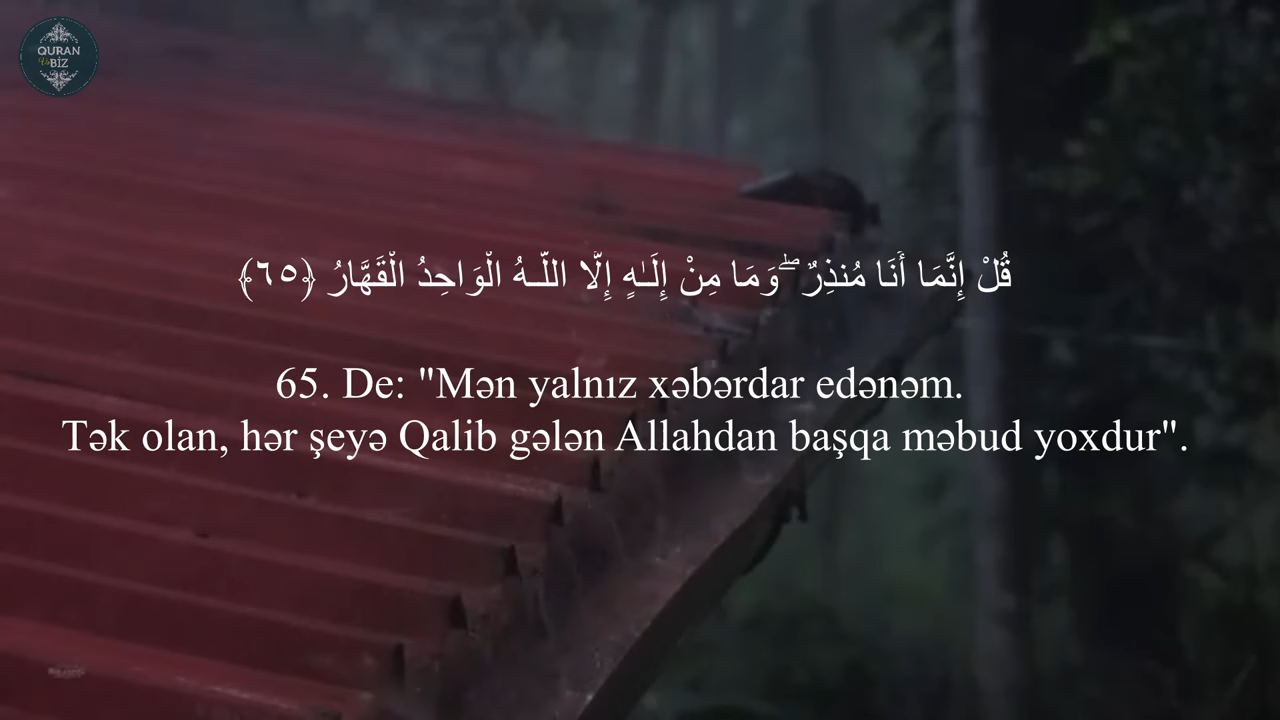 QURAN
Və
BİZ
قُلْ إِنَّمَا أَنَا مُنذِرٌ ۖ وَمَا مِنْ إِلَـٰهٍ إِلَّا اللَّـهُ الْوَاحِدُ الْقَهَّارُ ﴿٦٥﴾
65. De: "Mən yalnız xəbərdar edənəm.
Tək olan, hər şeyə Qalib gələn Allahdan başqa məbud yoxdur".